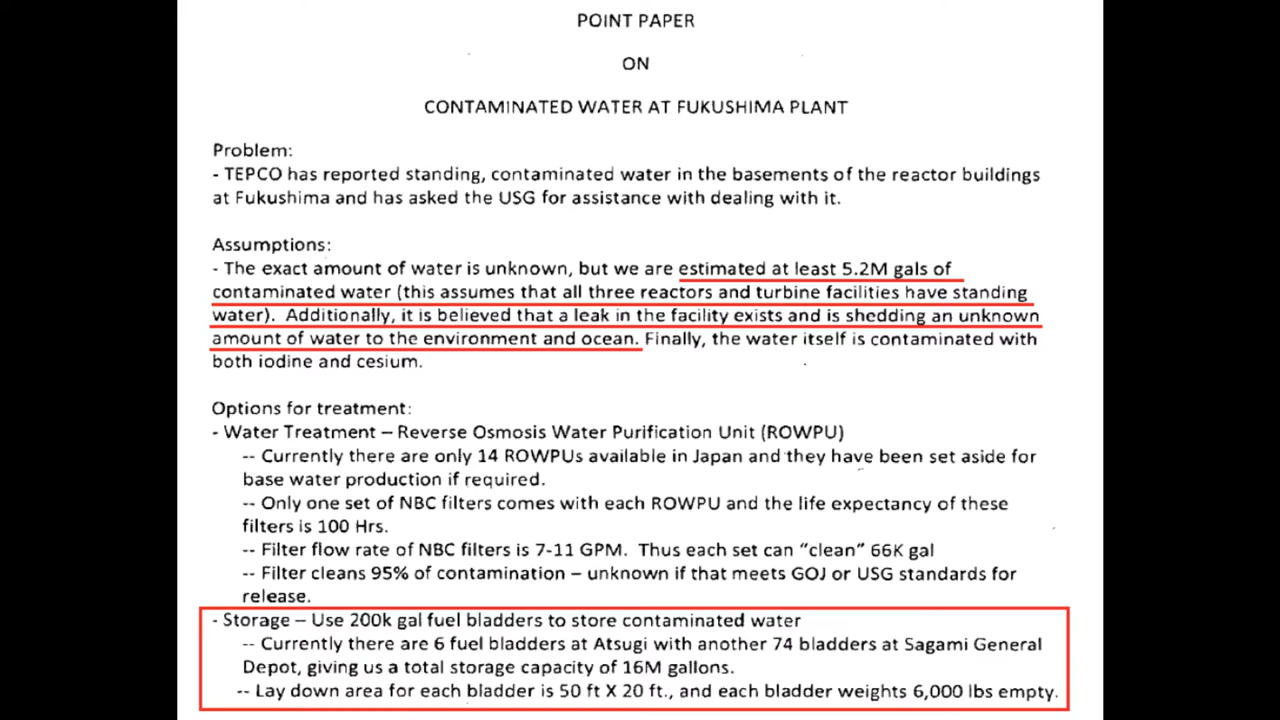 POINT PAPER
ON
CONTAMINATED WATER AT FUKUSHIMA PLANT
Problem:
- TEPCO has reported standing, contaminated water in the basements of the reactor buildings
at Fukushima and has asked the USG for assistance with dealing with it.
Assumptions:
- The exact amount of water is unknown, but we are estimated at least 5.2M gals of
contaminated water (this assumes that all three reactors and turbine facilities have standing
water). Additionally, it is believed that a leak in the facility exists and is shedding an unknown
amount of water to the environment and ocean. Finally, the water itself is contaminated with
both iodine and cesium.
Options for treatment:
- Water Treatment – Reverse Osmosis Water Purification Unit (ROWPU)
-- Currently there are only 14 ROWPUs available in Japan and they have been set aside for
base water production if required.
-- Only one set of NBC filters comes with each ROWPU and the life expectancy of these
filters is 100 Hrs.
-- Filter flow rate of NBC filters is 7-11 GPM. Thus each set can “clean” 66K gal
-- Filter cleans 95% of contamination – unknown if that meets GOJ or USG standards for
release.
- Storage – Use 200k gal fuel bladders to store contaminated water
-- Currently there are 6 fuel bladders at Atsugi with another 74 bladders at Sagami General
Depot, giving us a total storage capacity of 16M gallons.
-- Lay down area for each bladder is 50 ft X 20 ft., and each bladder weights 6,000 lbs empty.